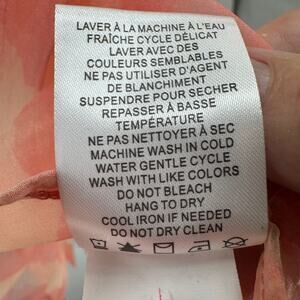 LAVER À LA MACHINE À L'EAU
FRAÎCHE CYCLE DÉLICAT
LAVER AVEC DES
COULEURS SEMBLABLES
NE PAS UTILISER D'AGENT
DE BLANCHIMENT
SUSPENDRE POUR SECHER
REPASSER À BASSE
TEMPÉRATURE
NE PAS NETTOYER À SEC
MACHINE WASH IN COLD
WATER GENTLE CYCLE
WASH WITH LIKE COLORS
DO NOT BLEACH
HANG TO DRY
COOL IRON IF NEEDED
DO NOT DRY CLEAN